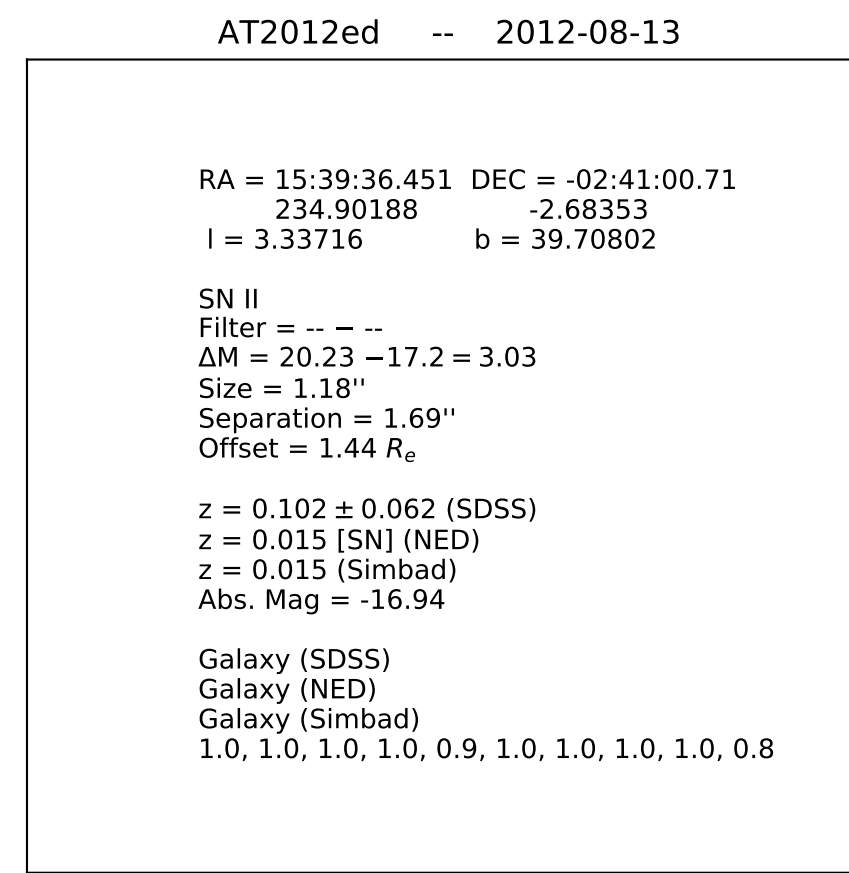 AT2012ed -- 2012-08-13
RA = 15:39:36.451 DEC = -02:41:00.71
234.90188 -2.68353
l = 3.33716 b = 39.70802
SN II
Filter = -- − --
ΔM = 20.23 −17.2 = 3.03
Size = 1.18''
Separation = 1.69''
Offset = 1.44 Rₑ
z = 0.102 ± 0.062 (SDSS)
z = 0.015 [SN] (NED)
z = 0.015 (Simbad)
Abs. Mag = -16.94
Galaxy (SDSS)
Galaxy (NED)
Galaxy (Simbad)
1.0, 1.0, 1.0, 1.0, 0.9, 1.0, 1.0, 1.0, 1.0, 0.8